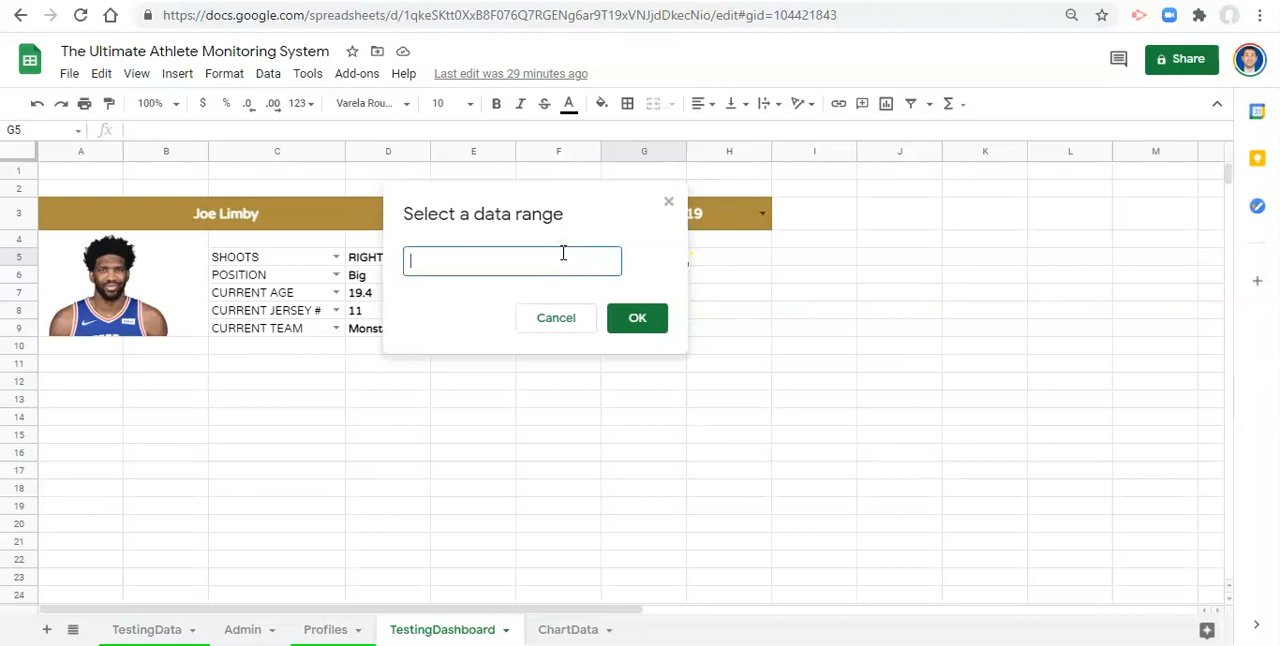 https://docs.google.com/spreadsheets/d/1qkeSKtt0XxB8F076Q7RGENg6ar9T19xVNJjdDkecNio/edit#gid=104421843
The Ultimate Athlete Monitoring System
File Edit View Insert Format Data Tools Add-ons Help Last edit was 29 minutes ago
Share
100% $ % .0 .00 123 Varela Rou... 10 B I S A Σ
G5 fx
A B C D E F G H I J K L M
1
2
3 Joe Limby 19
Select a data range
4
5 SHOOTS RIGHT
6 POSITION Big
7 CURRENT AGE 19.4
8 CURRENT JERSEY # 11
Cancel OK
9 CURRENT TEAM Monst
10
11
12
13
14
15
16
17
18
19
20
21
22
23
24
TestingData Admin Profiles TestingDashboard ChartData